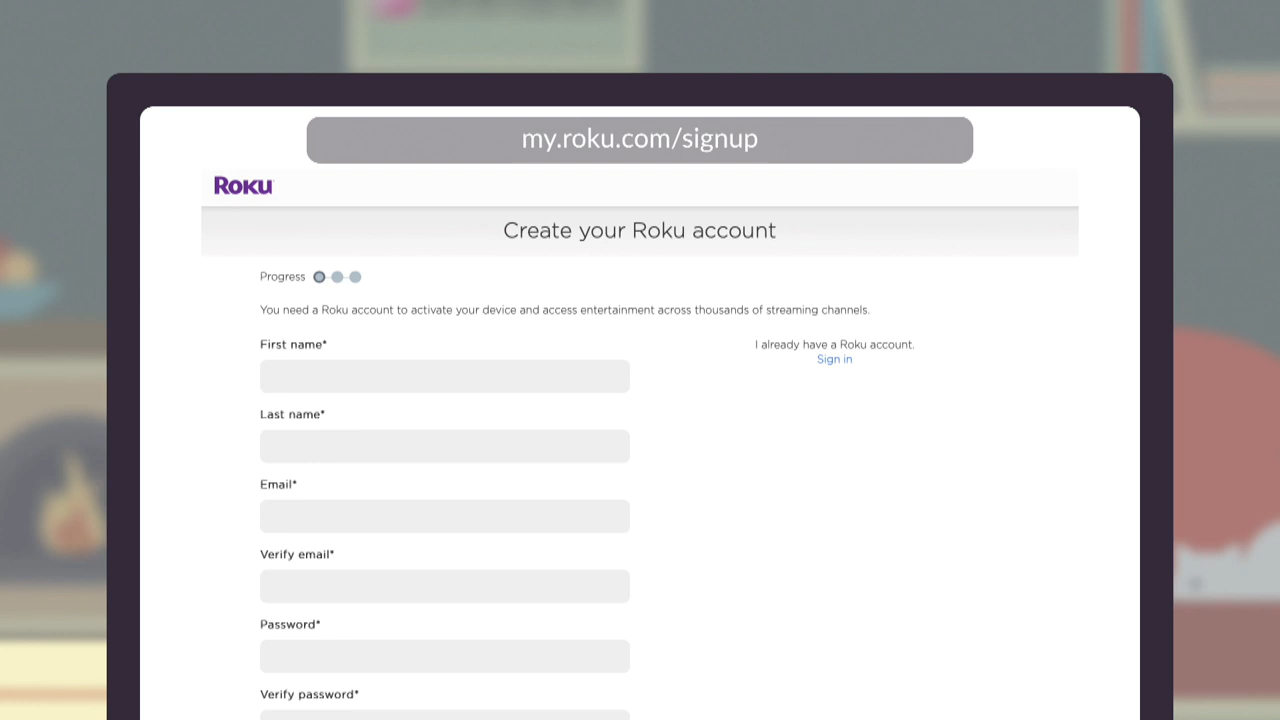 my.roku.com/signup
Roku
Create your Roku account
Progress
You need a Roku account to activate your device and access entertainment across thousands of streaming channels.
First name*
I already have a Roku account.
Sign in
Last name*
Email*
Verify email*
Password*
Verify password*